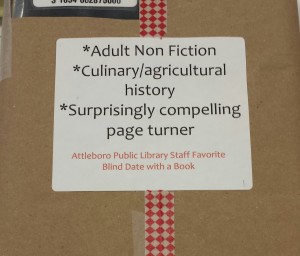 *Adult Non Fiction
*Culinary/agricultural
history
*Surprisingly compelling
page turner
Attleboro Public Library Staff Favorite
Blind Date with a Book